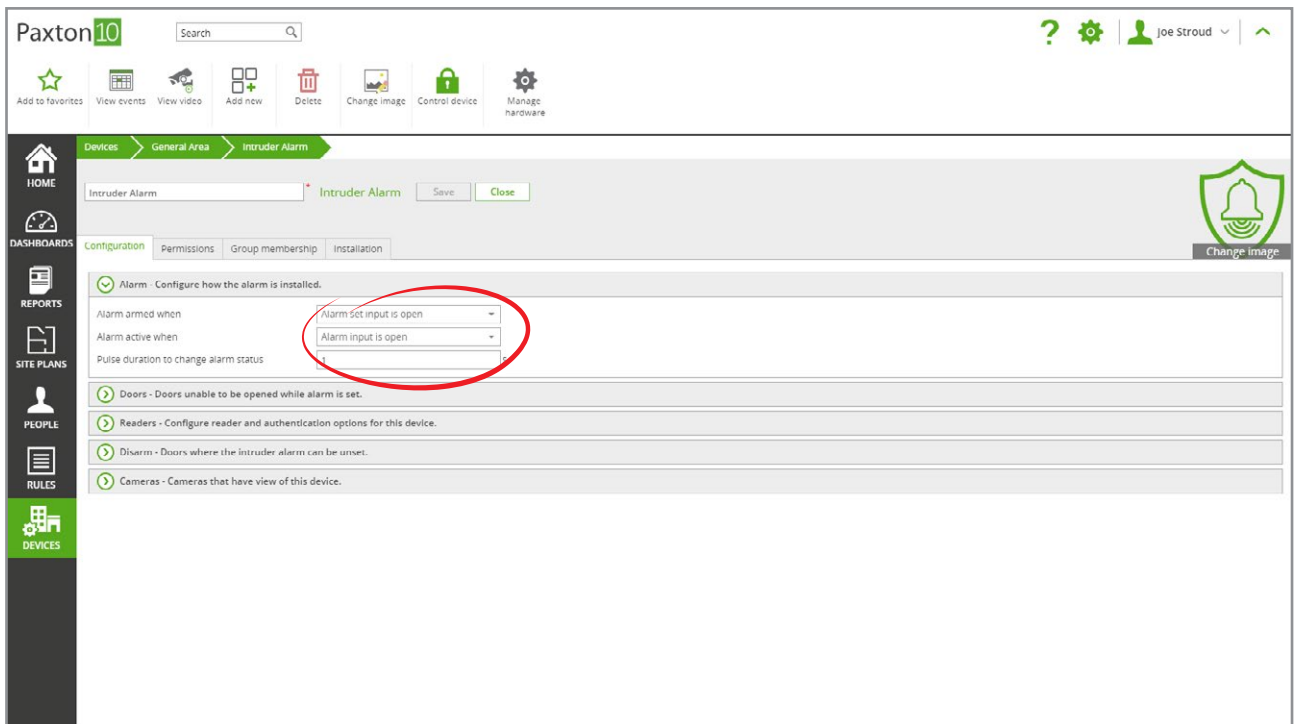 Paxton 10
Search
? Joe Stroud
Add to favorites View events View video Add new Delete Change image Control device Manage hardware
Devices General Area Intruder Alarm
HOME
Intruder Alarm * Intruder Alarm Save Close
DASHBOARDS
Configuration Permissions Group membership Installation
Change image
Alarm - Configure how the alarm is installed.
REPORTS
Alarm armed when Alarm set input is open
Alarm active when Alarm input is open
Pulse duration to change alarm status 1 s
SITE PLANS
Doors - Doors unable to be opened while alarm is set.
Readers - Configure reader and authentication options for this device.
PEOPLE
Disarm - Doors where the intruder alarm can be unset.
Cameras - Cameras that have view of this device.
RULES
DEVICES